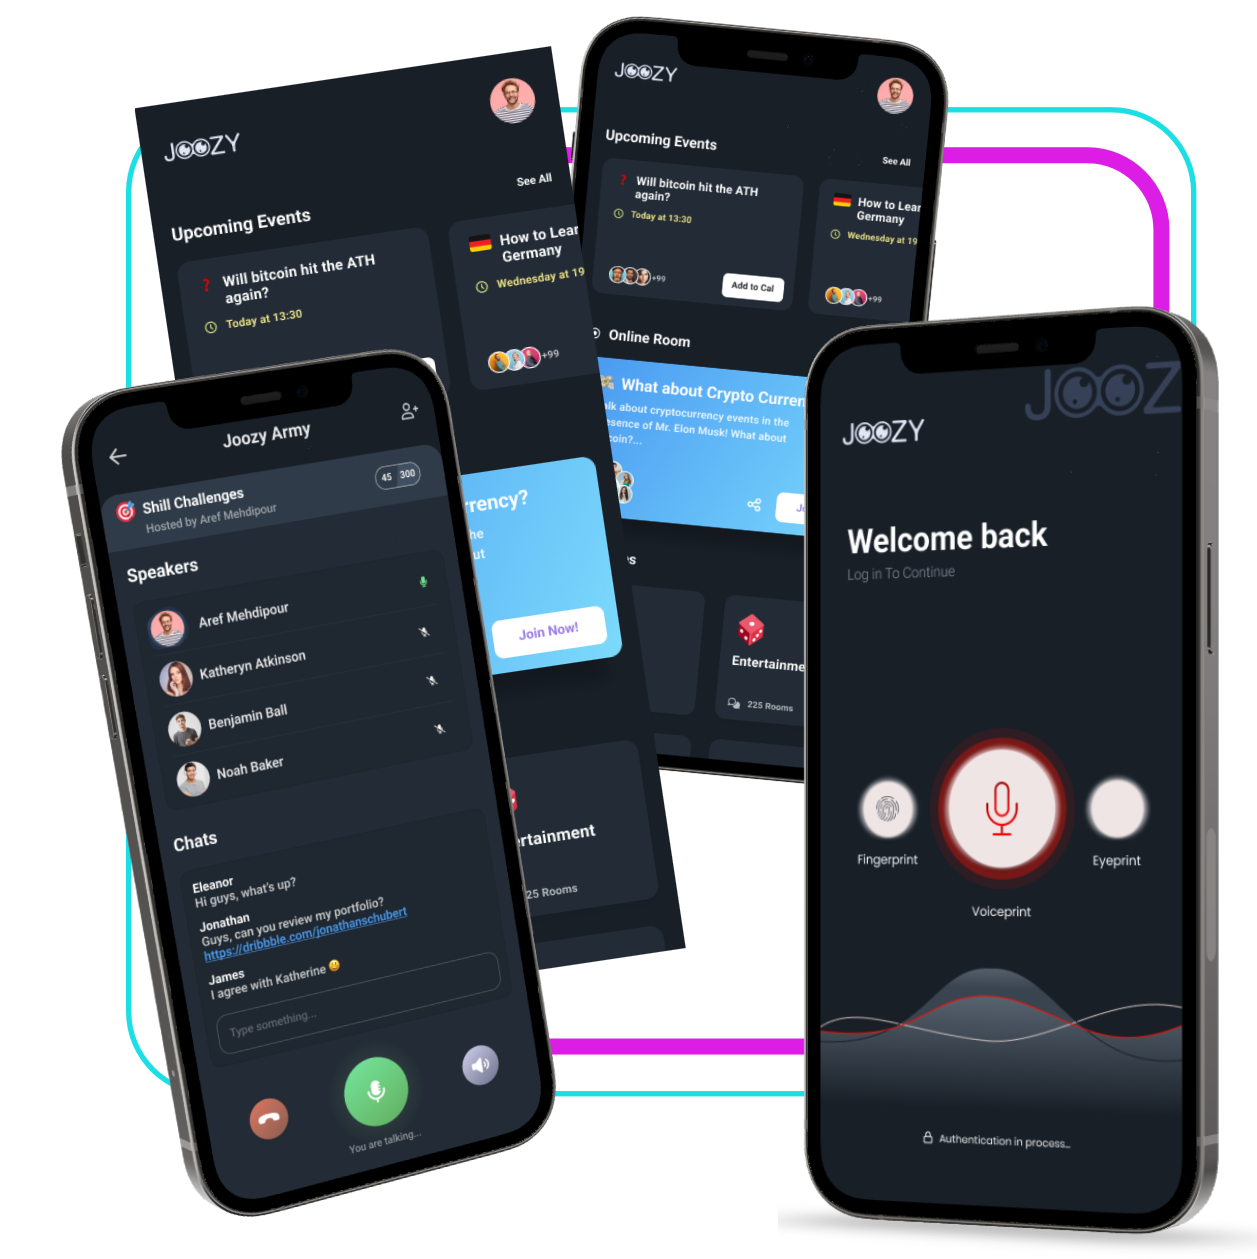 JOOZY
See All
Upcoming Events
❓ Will bitcoin hit the ATH
again?
Today at 13:30
How to Lear
Germany
Wednesday at 19
+99
rrency?
he
ut
Join Now!
rtainment
25 Rooms
JOOZY
Upcoming Events
See All
❓ Will bitcoin hit the ATH
again?
Today at 13:30
+99
Add to Cal
How to Lear
Germany
Wednesday at 19
+99
Online Room
What about Crypto Curren
alk about cryptocurrency events in the
esence of Mr. Elon Musk! What about
coin?...
Jo
es
Entertainme
225 Rooms
Joozy Army
Shill Challenges
45 300
Hosted by Aref Mehdipour
Speakers
Aref Mehdipour
Katheryn Atkinson
Benjamin Ball
Noah Baker
Chats
Eleanor
Hi guys, what's up?
Jonathan
Guys, can you review my portfolio?
https://dribbble.com/jonathanschubert
James
I agree with Katherine 😃
Type something...
You are talking...
JOOZ
JOOZY
Welcome back
Log in To Continue
Fingerprint
Voiceprint
Eyeprint
Authentication in process...